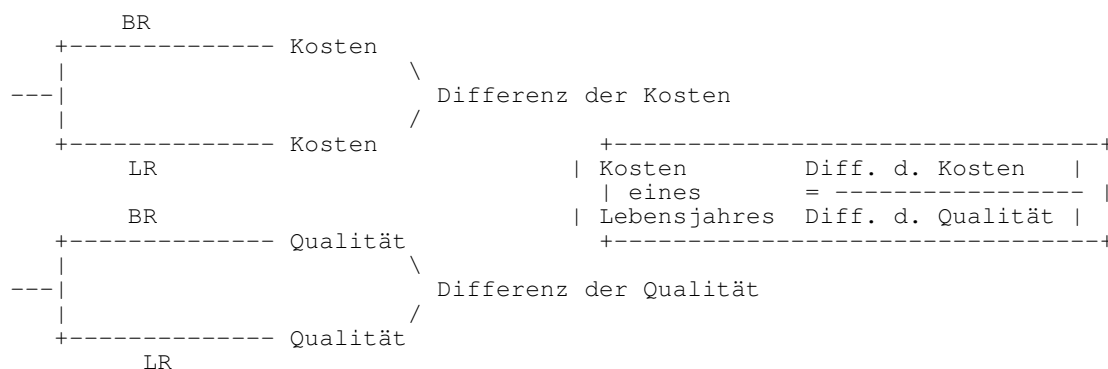 BR
Kosten
Differenz der Kosten
Kosten
LR
Kosten Diff. d. Kosten
eines = -----------------
BR
Lebensjahres Diff. d. Qualität
Qualität
Differenz der Qualität
Qualität
LR